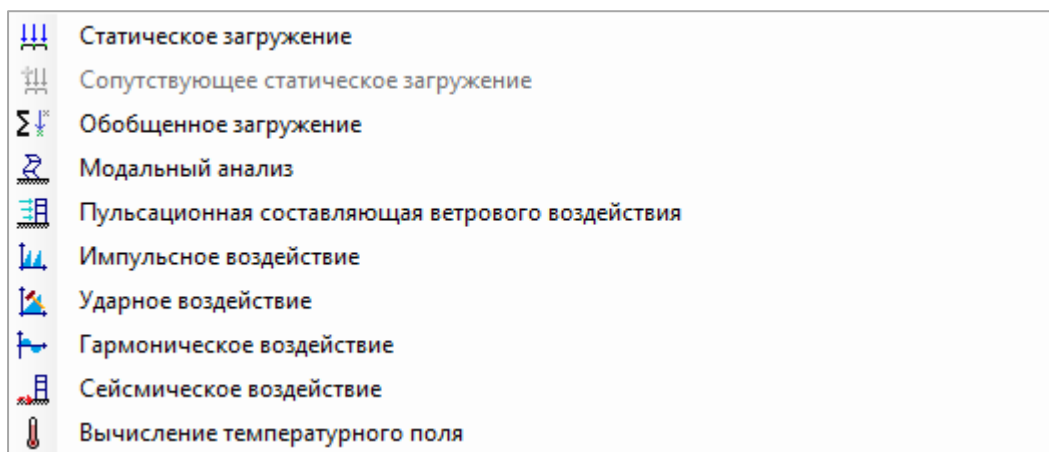 Статическое загружение
Сопутствующее статическое загружение
Обобщенное загружение
Модальный анализ
Пульсационная составляющая ветрового воздействия
Импульсное воздействие
Ударное воздействие
Гармоническое воздействие
Сейсмическое воздействие
Вычисление температурного поля